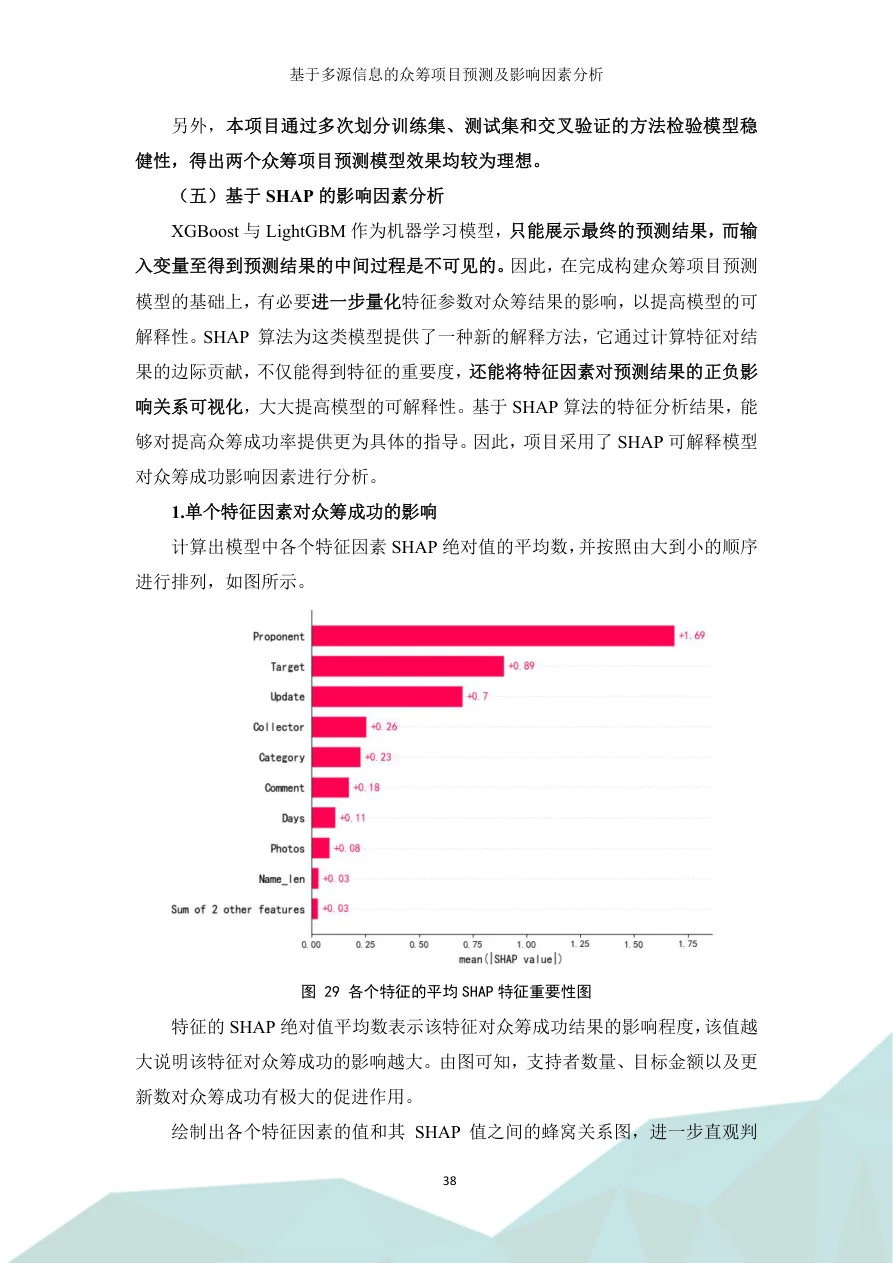 基于多源信息的众筹项目预测及影响因素分析
另外，本项目通过多次划分训练集、测试集和交叉验证的方法检验模型稳
健性，得出两个众筹项目预测模型效果均较为理想。
（五）基于 SHAP 的影响因素分析
XGBoost 与 LightGBM 作为机器学习模型，只能展示最终的预测结果，而输
入变量至得到预测结果的中间过程是不可见的。因此，在完成构建众筹项目预测
模型的基础上，有必要进一步量化特征参数对众筹结果的影响，以提高模型的可
解释性。SHAP 算法为这类模型提供了一种新的解释方法，它通过计算特征对结
果的边际贡献，不仅能得到特征的重要度，还能将特征因素对预测结果的正负影
响关系可视化，大大提高模型的可解释性。基于 SHAP 算法的特征分析结果，能
够对提高众筹成功率提供更为具体的指导。因此，项目采用了 SHAP 可解释模型
对众筹成功影响因素进行分析。
1.单个特征因素对众筹成功的影响
计算出模型中各个特征因素 SHAP 绝对值的平均数，并按照由大到小的顺序
进行排列，如图所示。
Proponent +1.69
Target +0.89
Update +0.7
Collector +0.26
Category +0.23
Comment +0.18
Days +0.11
Photos +0.08
Name_len +0.03
Sum of 2 other features +0.03
0.00 0.25 0.50 0.75 1.00 1.25 1.50 1.75
mean(|SHAP value|)
图 29 各个特征的平均 SHAP 特征重要性图
特征的 SHAP 绝对值平均数表示该特征对众筹成功结果的影响程度，该值越
大说明该特征对众筹成功的影响越大。由图可知，支持者数量、目标金额以及更
新数对众筹成功有极大的促进作用。
绘制出各个特征因素的值和其 SHAP 值之间的蜂窝关系图，进一步直观判
38